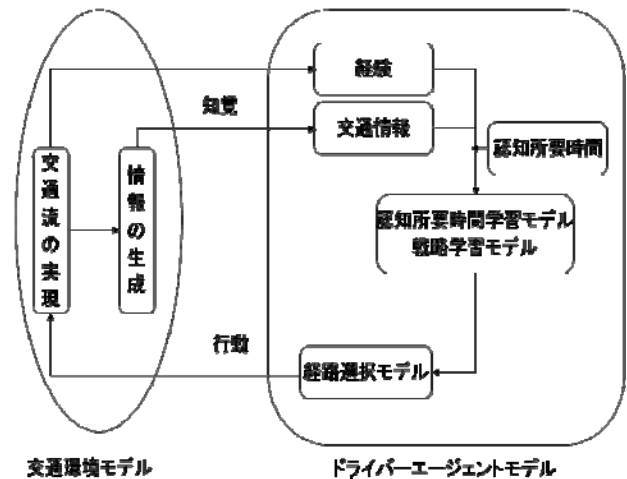 経験
知覚
交通情報
認知所要時間
交通流の実現
情報の生成
認知所要時間学習モデル
戦略学習モデル
行動
経路選択モデル
交通環境モデル
ドライバーエージェントモデル